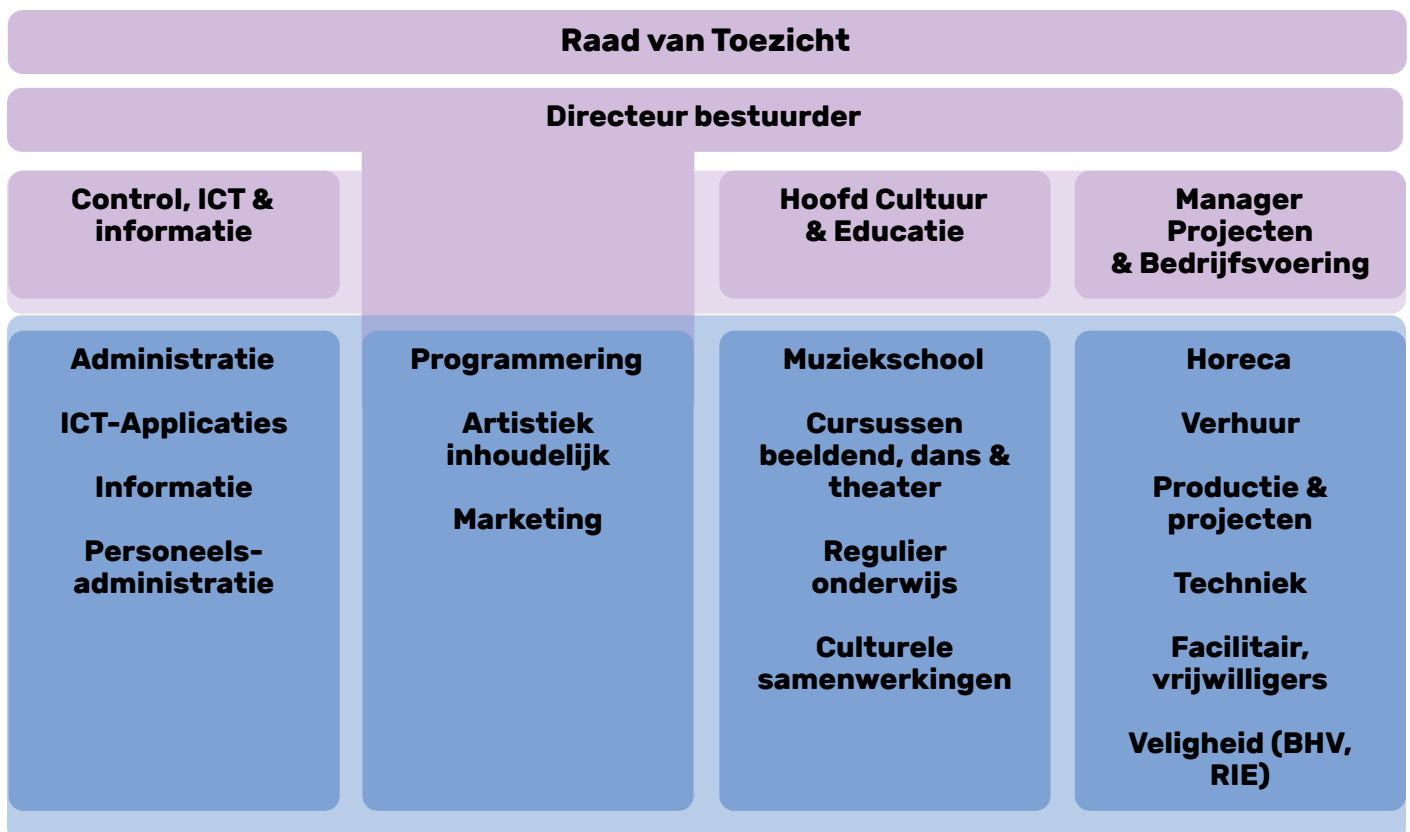 Raad van Toezicht
Directeur bestuurder
Control, ICT &
informatie
Hoofd Cultuur
& Educatie
Manager
Projecten
& Bedrijfsvoering
Administratie
ICT-Applicaties
Informatie
Personeels-
administratie
Programmering
Artistiek
inhoudelijk
Marketing
Muziekschool
Cursussen
beeldend, dans &
theater
Regulier
onderwijs
Culturele
samenwerkingen
Horeca
Verhuur
Productie &
projecten
Techniek
Facilitair,
vrijwilligers
Veligheid (BHV,
RIE)